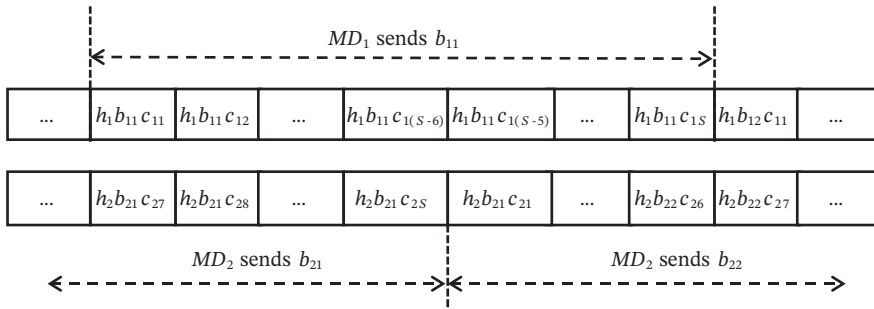 MD₁ sends b₁₁
... h₁b₁₁c₁₁ h₁b₁₁c₁₂ ... h₁b₁₁c₁₍S₋₆₎ h₁b₁₁c₁₍S₋₅₎ ... h₁b₁₁c₁S h₁b₁₂c₁₁ ...
... h₂b₂₁c₂₇ h₂b₂₁c₂₈ ... h₂b₂₁c₂S h₂b₂₁c₂₁ ... h₂b₂₂c₂₆ h₂b₂₂c₂₇ ...
MD₂ sends b₂₁ MD₂ sends b₂₂